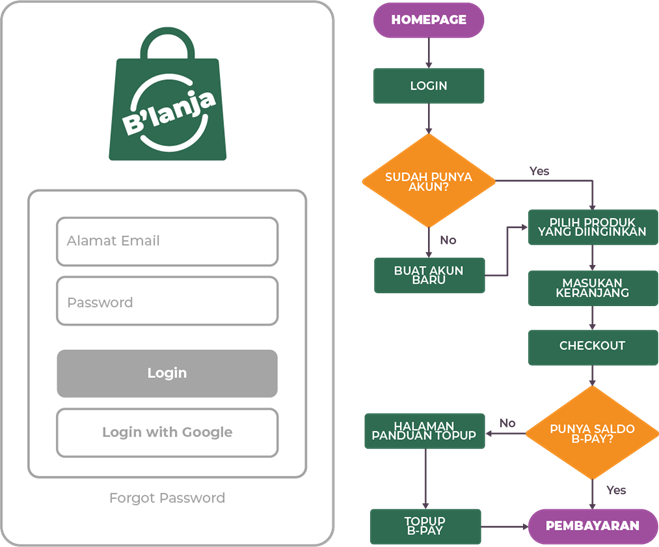 B'lanja
Alamat Email
Password
Login
Login with Google
Forgot Password
HOMEPAGE
LOGIN
SUDAH PUNYA
AKUN?
Yes
No
BUAT AKUN
BARU
PILIH PRODUK
YANG DIINGINKAN
MASUKAN
KERANJANG
CHECKOUT
PUNYA SALDO
B-PAY?
No
HALAMAN
PANDUAN TOPUP
Yes
TOPUP
B-PAY
PEMBAYARAN